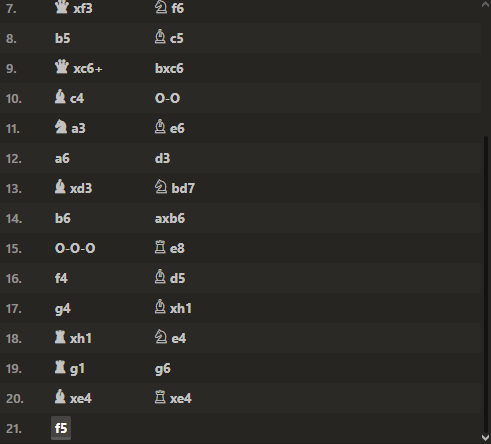 7. ♛xf3 ♘f6
8. b5 ♗c5
9. ♛xc6+ bxc6
10. ♝c4 O-O
11. ♞a3 ♗e6
12. a6 d3
13. ♝xd3 ♘bd7
14. b6 axb6
15. O-O-O ♖e8
16. f4 ♗d5
17. g4 ♗xh1
18. ♜xh1 ♘e4
19. ♜g1 g6
20. ♝xe4 ♖xe4
21. f5